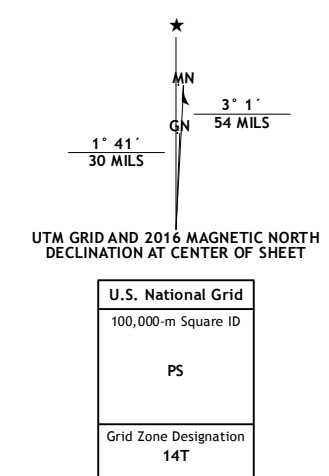 ★
MN
3° 1´
54 MILS
GN
1° 41´
30 MILS
UTM GRID AND 2016 MAGNETIC NORTH
DECLINATION AT CENTER OF SHEET
U.S. National Grid
100,000-m Square ID
PS
Grid Zone Designation
14T